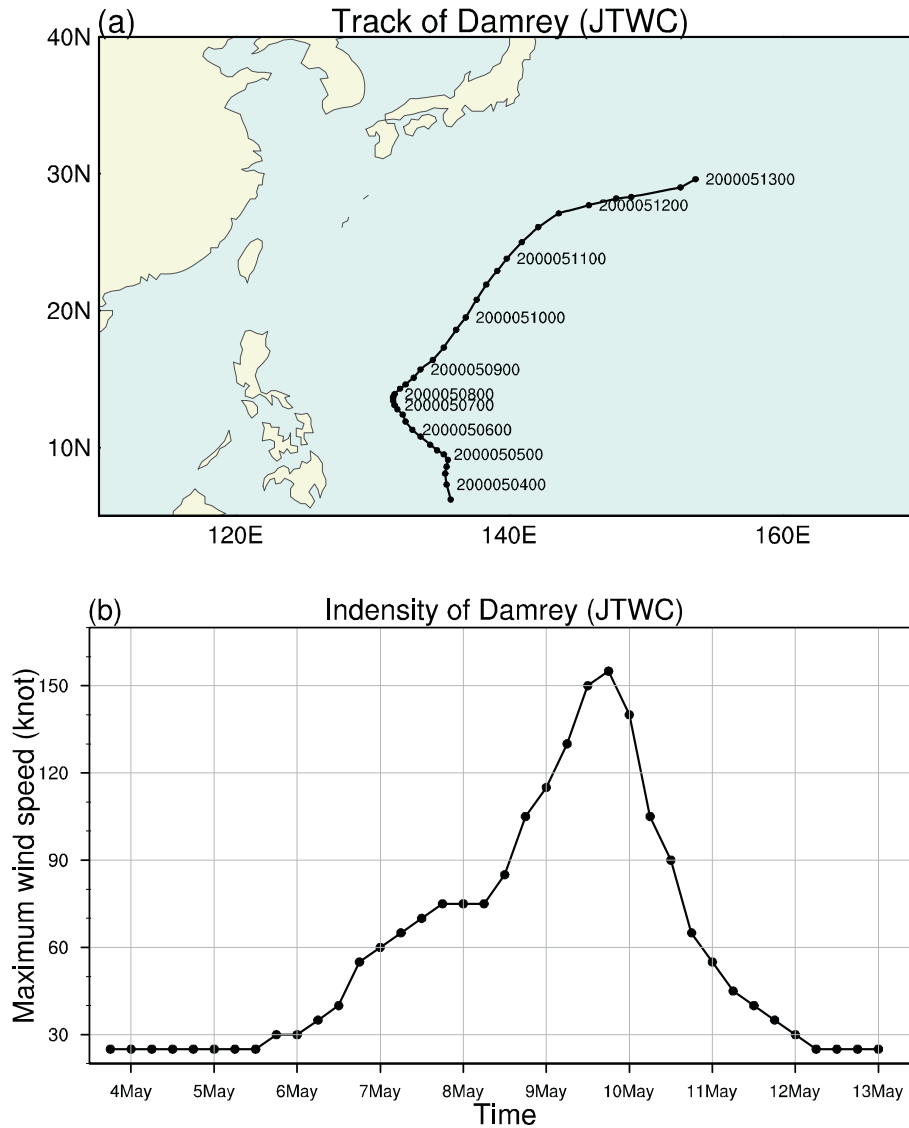 (a) Track of Damrey (JTWC)
40N
30N
2000051300
2000051200
2000051100
20N
2000051000
2000050900
2000050800
2000050700
2000050600
10N
2000050500
2000050400
120E 140E 160E
(b) Indensity of Damrey (JTWC)
Maximum wind speed (knot)
150
120
90
60
30
4May 5May 6May 7May 8May 9May 10May 11May 12May 13May
Time